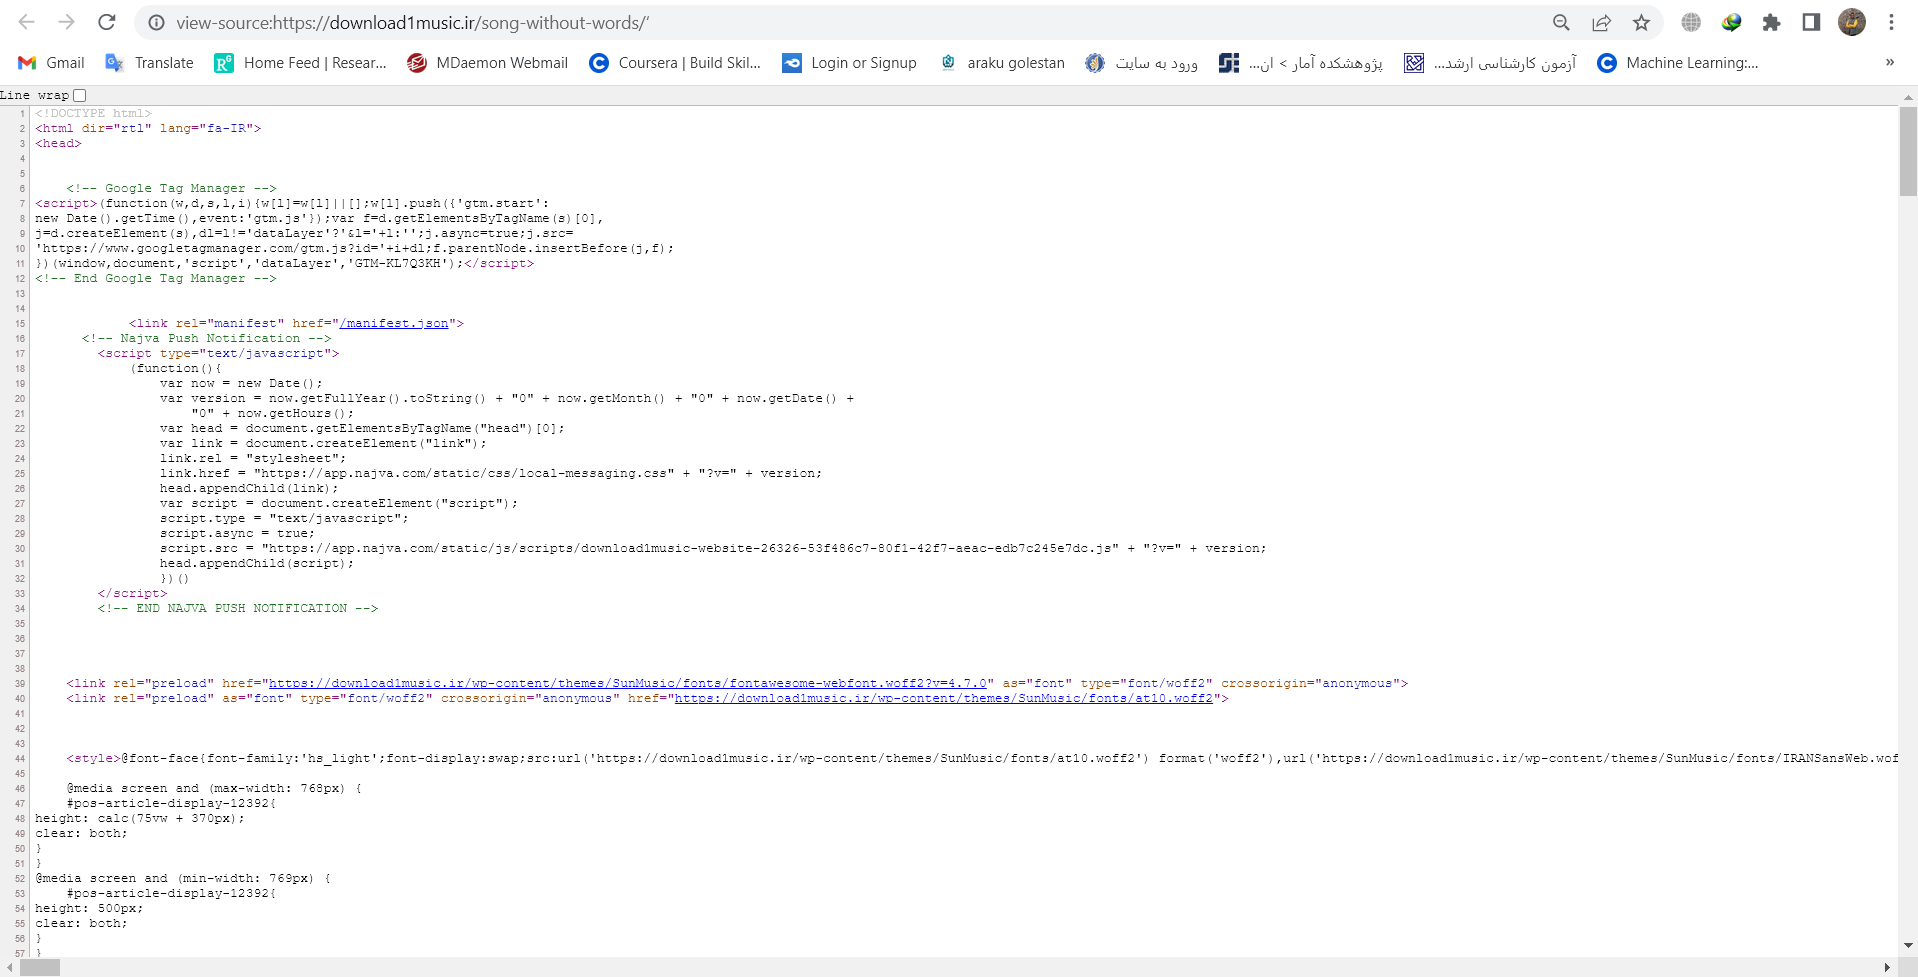 view-source:https://download1music.ir/song-without-words/‘
Gmail Translate Home Feed | Resear... MDaemon Webmail Coursera | Build Skil... Login or Signup araku golestan ورود به سایت پژوهشکده آمار > ان... آزمون کارشناسی ارشد... Machine Learning:... »
Line wrap
1 <!DOCTYPE html>
2 <html dir="rtl" lang="fa-IR">
3 <head>
4
5
6 <!-- Google Tag Manager -->
7 <script>(function(w,d,s,l,i){w[l]=w[l]||[];w[l].push({'gtm.start':
8 new Date().getTime(),event:'gtm.js'});var f=d.getElementsByTagName(s)[0],
9 j=d.createElement(s),dl=l!='dataLayer'?'&l='+l:'';j.async=true;j.src=
10 'https://www.googletagmanager.com/gtm.js?id='+i+dl;f.parentNode.insertBefore(j,f);
11 })(window,document,'script','dataLayer','GTM-KL7Q3KH');</script>
12 <!-- End Google Tag Manager -->
13
14
15 <link rel="manifest" href="/manifest.json">
16 <!-- Najva Push Notification -->
17 <script type="text/javascript">
18 (function(){
19 var now = new Date();
20 var version = now.getFullYear().toString() + "0" + now.getMonth() + "0" + now.getDate() +
21 "0" + now.getHours();
22 var head = document.getElementsByTagName("head")[0];
23 var link = document.createElement("link");
24 link.rel = "stylesheet";
25 link.href = "https://app.najva.com/static/css/local-messaging.css" + "?v=" + version;
26 head.appendChild(link);
27 var script = document.createElement("script");
28 script.type = "text/javascript";
29 script.async = true;
30 script.src = "https://app.najva.com/static/js/scripts/download1music-website-26326-53f486c7-80f1-42f7-aeac-edb7c245e7dc.js" + "?v=" + version;
31 head.appendChild(script);
32 })()
33 </script>
34 <!-- END NAJVA PUSH NOTIFICATION -->
35
36
37
38
39 <link rel="preload" href="https://download1music.ir/wp-content/themes/SunMusic/fonts/fontawesome-webfont.woff2?v=4.7.0" as="font" type="font/woff2" crossorigin="anonymous">
40 <link rel="preload" as="font" type="font/woff2" crossorigin="anonymous" href="https://download1music.ir/wp-content/themes/SunMusic/fonts/at10.woff2">
41
42
43
44 <style>@font-face{font-family:'hs_light';font-display:swap;src:url('https://download1music.ir/wp-content/themes/SunMusic/fonts/at10.woff2') format('woff2'),url('https://download1music.ir/wp-content/themes/SunMusic/fonts/IRANSansWeb.wof
45
46 @media screen and (max-width: 768px) {
47 #pos-article-display-12392{
48 height: calc(75vw + 370px);
49 clear: both;
50 }
51 }
52 @media screen and (min-width: 769px) {
53 #pos-article-display-12392{
54 height: 500px;
55 clear: both;
56 }
57 }